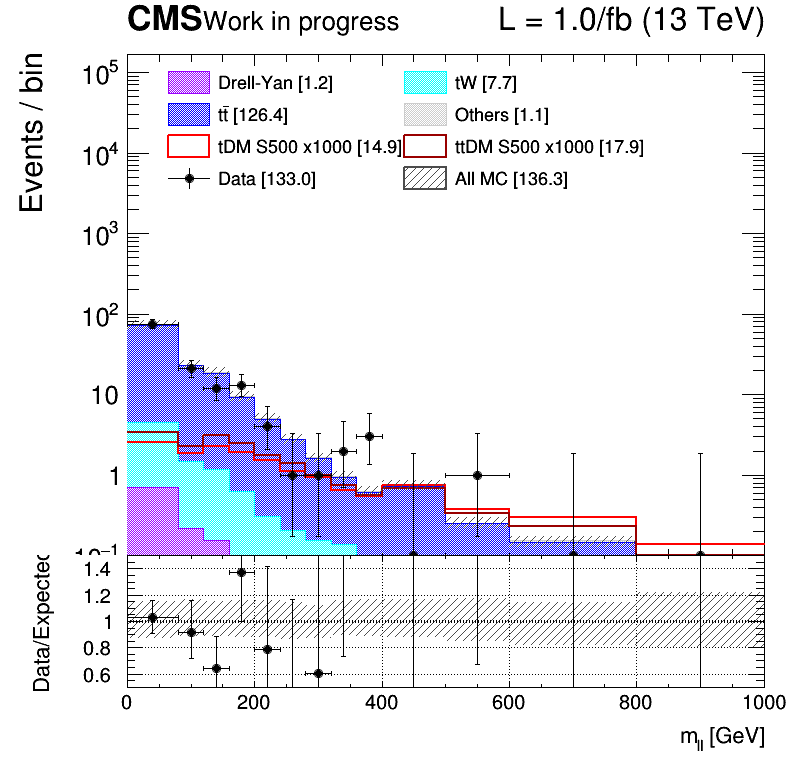 CMS Work in progress L = 1.0/fb (13 TeV)
Events / bin
10⁵
10⁴
10³
10²
10
1
10⁻¹
Drell-Yan [1.2] tW [7.7]
tt̄ [126.4] Others [1.1]
tDM S500 x1000 [14.9] ttDM S500 x1000 [17.9]
Data [133.0] All MC [136.3]
Data/Expected
1.4
1.2
1
0.8
0.6
0 200 400 600 800 1000
m_ll [GeV]